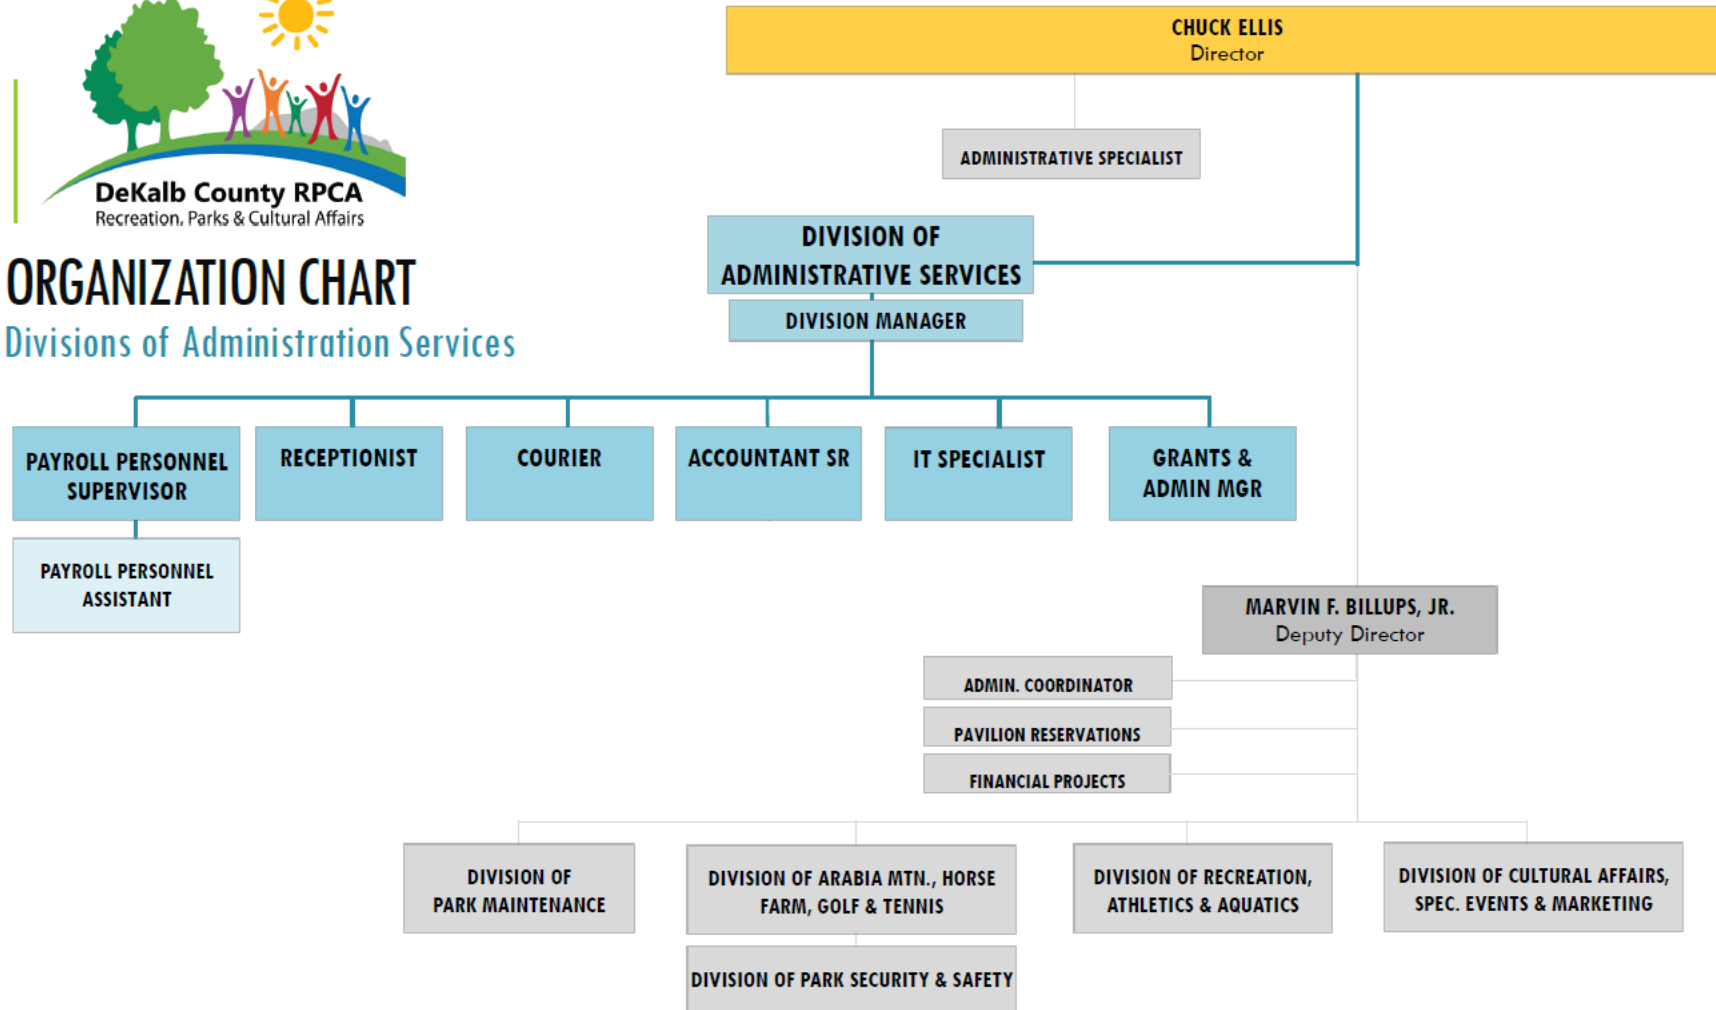 CHUCK ELLIS
Director
ADMINISTRATIVE SPECIALIST
DeKalb County RPCA
Recreation, Parks & Cultural Affairs
ORGANIZATION CHART
Divisions of Administration Services
DIVISION OF
ADMINISTRATIVE SERVICES
DIVISION MANAGER
PAYROLL PERSONNEL
SUPERVISOR
RECEPTIONIST
COURIER
ACCOUNTANT SR
IT SPECIALIST
GRANTS &
ADMIN MGR
PAYROLL PERSONNEL
ASSISTANT
MARVIN F. BILLUPS, JR.
Deputy Director
ADMIN. COORDINATOR
PAVILION RESERVATIONS
FINANCIAL PROJECTS
DIVISION OF
PARK MAINTENANCE
DIVISION OF ARABIA MTN., HORSE
FARM, GOLF & TENNIS
DIVISION OF RECREATION,
ATHLETICS & AQUATICS
DIVISION OF CULTURAL AFFAIRS,
SPEC. EVENTS & MARKETING
DIVISION OF PARK SECURITY & SAFETY